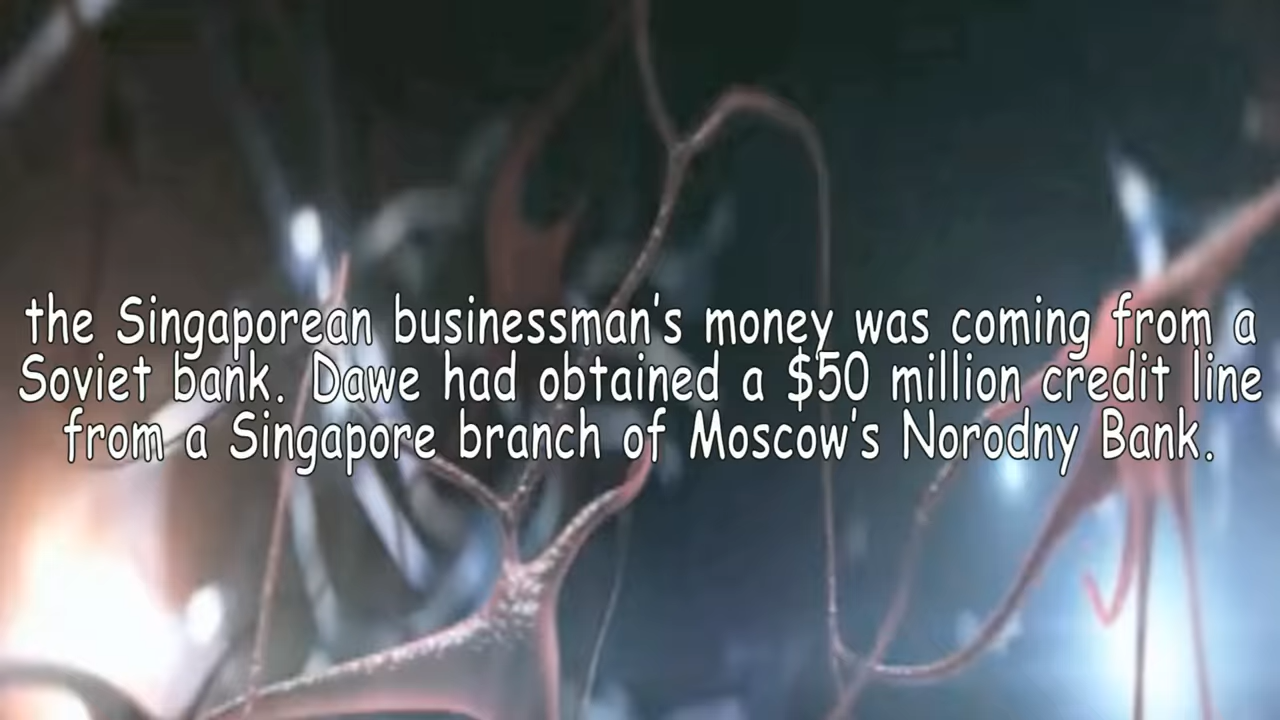 the Singaporean businessman's money was coming from a
Soviet bank. Dawe had obtained a $50 million credit line
from a Singapore branch of Moscow's Norodny Bank.